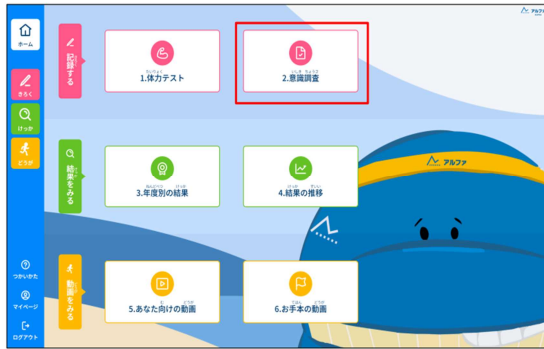 アルファ
ホーム
きろく
けっか
どうが
つかいかた
マイページ
ログアウト
記録する
1.体力テスト
2.意識調査
結果をみる
3.年度別の結果
4.結果の推移
アルファ
動画をみる
5.あなた向けの動画
6.お手本の動画